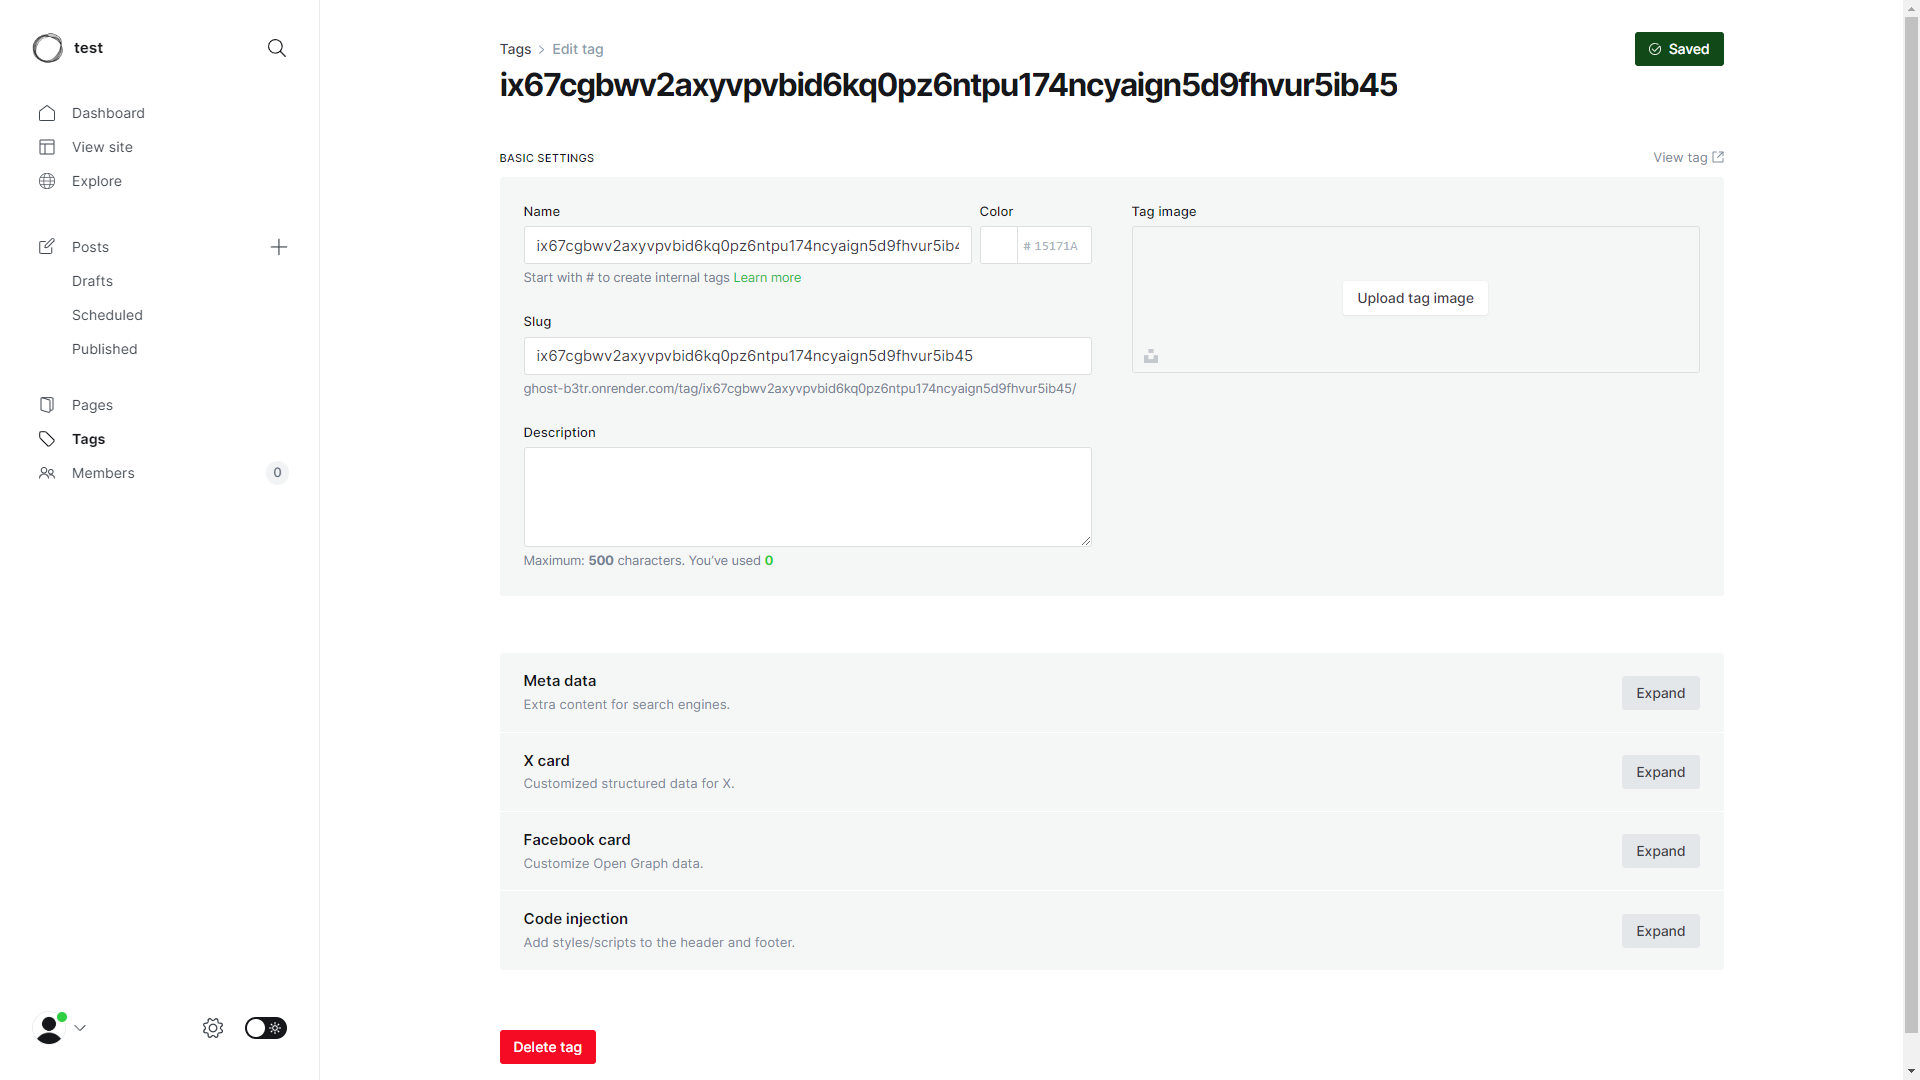 test
Dashboard
View site
Explore
Posts
Drafts
Scheduled
Published
Pages
Tags
Members
0
Tags
Edit tag
Saved
ix67cgbwv2axyvpvbid6kq0pz6ntpu174ncyaign5d9fhvur5ib45
BASIC SETTINGS
View tag
Name
ix67cgbwv2axyvpvbid6kq0pz6ntpu174ncyaign5d9fhvur5ib4
Start with # to create internal tags Learn more
Color
# 15171A
Slug
ix67cgbwv2axyvpvbid6kq0pz6ntpu174ncyaign5d9fhvur5ib45
ghost-b3tr.onrender.com/tag/ix67cgbwv2axyvpvbid6kq0pz6ntpu174ncyaign5d9fhvur5ib45/
Description
Maximum: 500 characters. You've used 0
Tag image
Upload tag image
Meta data
Extra content for search engines.
Expand
X card
Customized structured data for X.
Expand
Facebook card
Customize Open Graph data.
Expand
Code injection
Add styles/scripts to the header and footer.
Expand
Delete tag